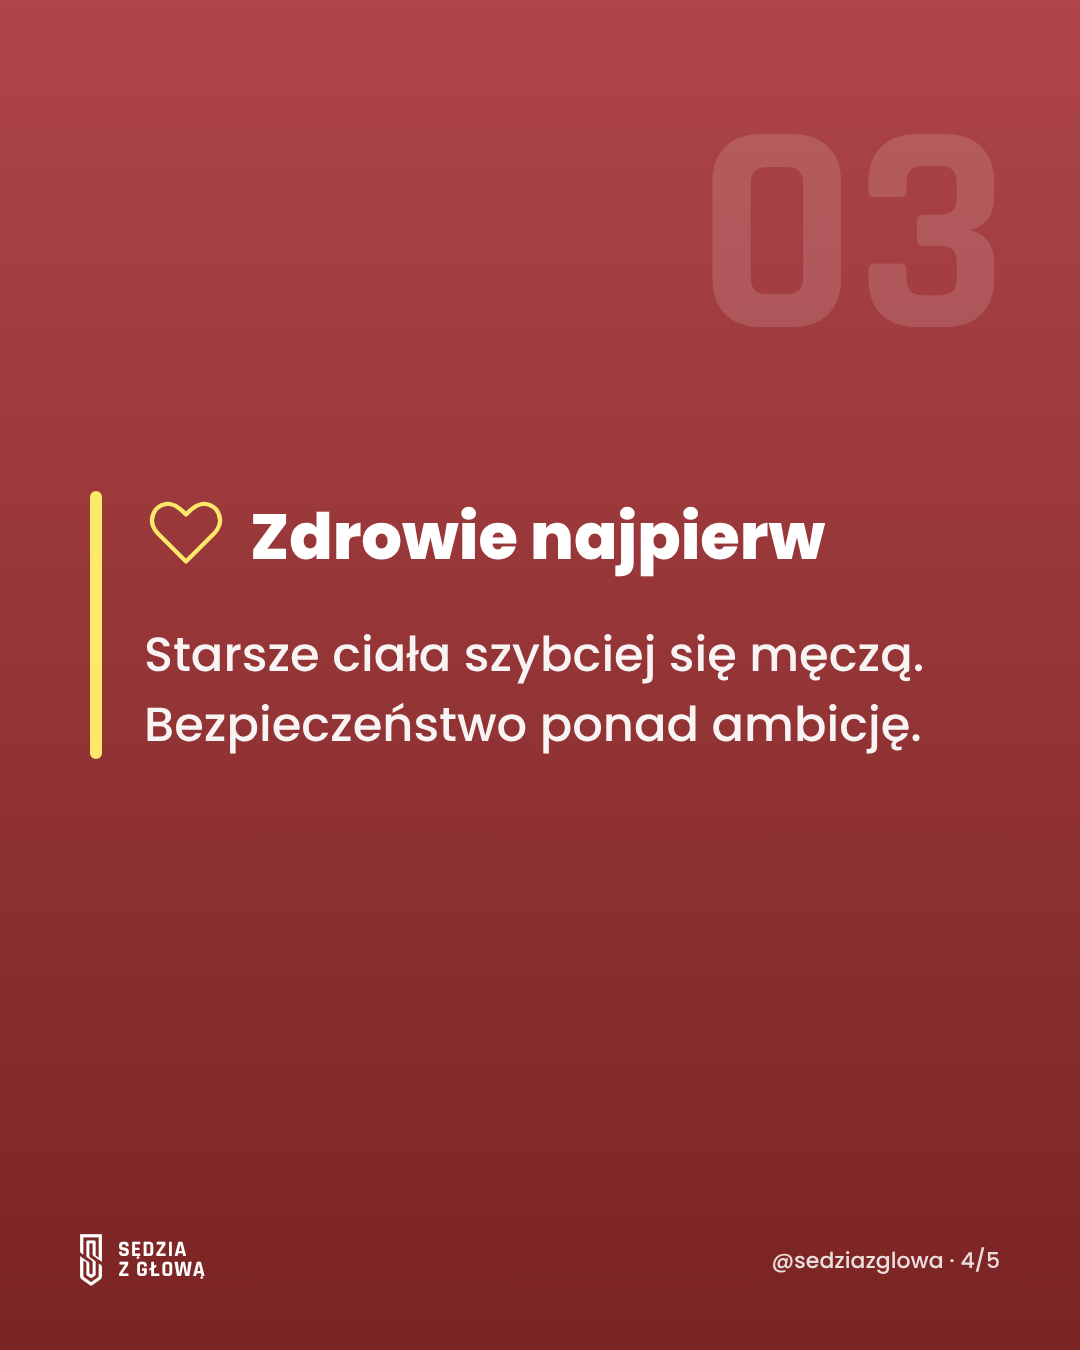 03
Zdrowie najpierw
Starsze ciała szybciej się męczą.
Bezpieczeństwo ponad ambicję.
SĘDZIA
Z GŁOWĄ
@sedziazglowa · 4/5